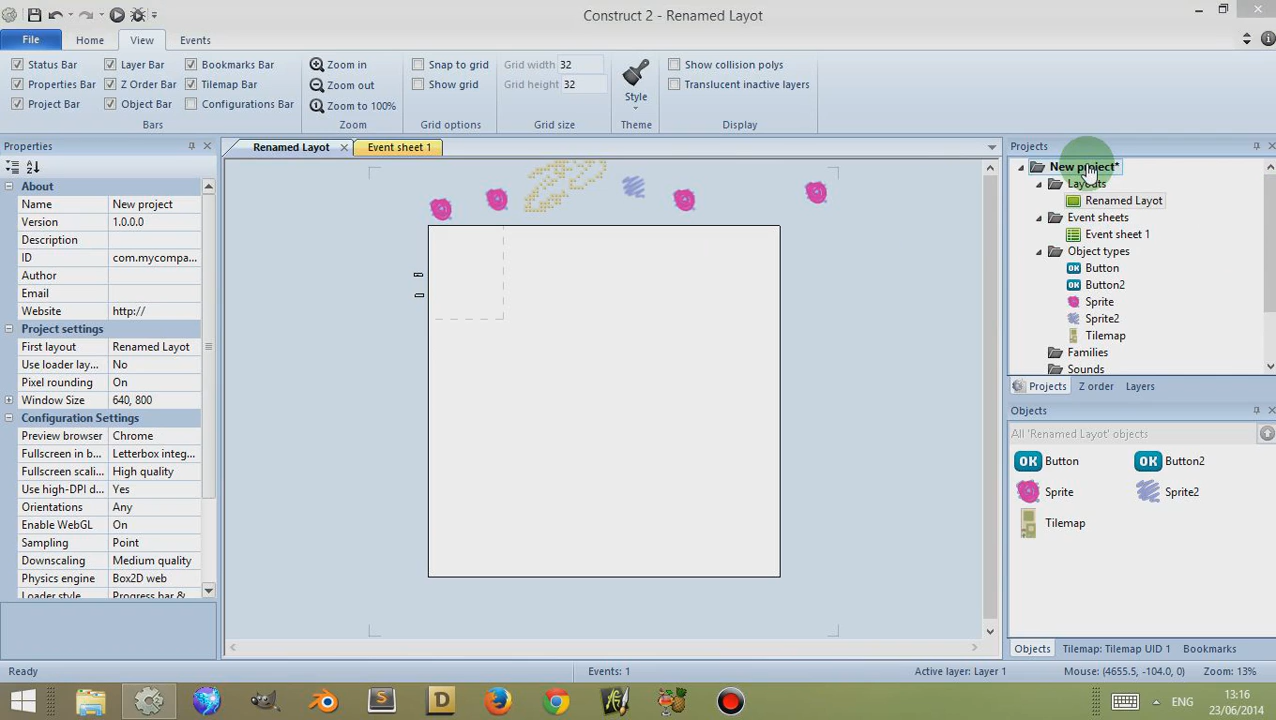 Construct 2 - Renamed Layot
File Home View Events
Status Bar Layer Bar Bookmarks Bar Zoom in Snap to grid Grid width 32 Show collision polys
Properties Bar Z Order Bar Tilemap Bar Zoom out Show grid Grid height 32 Style Translucent inactive layers
Project Bar Object Bar Configurations Bar Zoom to 100%
Bars Zoom Grid options Grid size Theme Display
Properties
Renamed Layot Event sheet 1
Projects
About
Name New project
Version 1.0.0.0
Description
ID com.mycompa...
Author
Email
Website http://
Project settings
First layout Renamed Layot
Use loader lay... No
Pixel rounding On
Window Size 640, 800
Configuration Settings
Preview browser Chrome
Fullscreen in b... Letterbox integ...
Fullscreen scali... High quality
Use high-DPI d... Yes
Orientations Any
Enable WebGL On
Sampling Point
Downscaling Medium quality
Physics engine Box2D web
Loader style Progress bar &
New project*
Layouts
Renamed Layot
Event sheets
Event sheet 1
Object types
OK Button
OK Button2
Sprite
Sprite2
Tilemap
Families
Sounds
Projects Z order Layers
Objects
All 'Renamed Layot' objects
OK Button OK Button2
Sprite Sprite2
Tilemap
Objects Tilemap: Tilemap UID 1 Bookmarks
Ready Events: 1 Active layer: Layer 1 Mouse: (4655.5, -104.0, 0) Zoom: 13%
S D ENG 13:16
23/06/2014